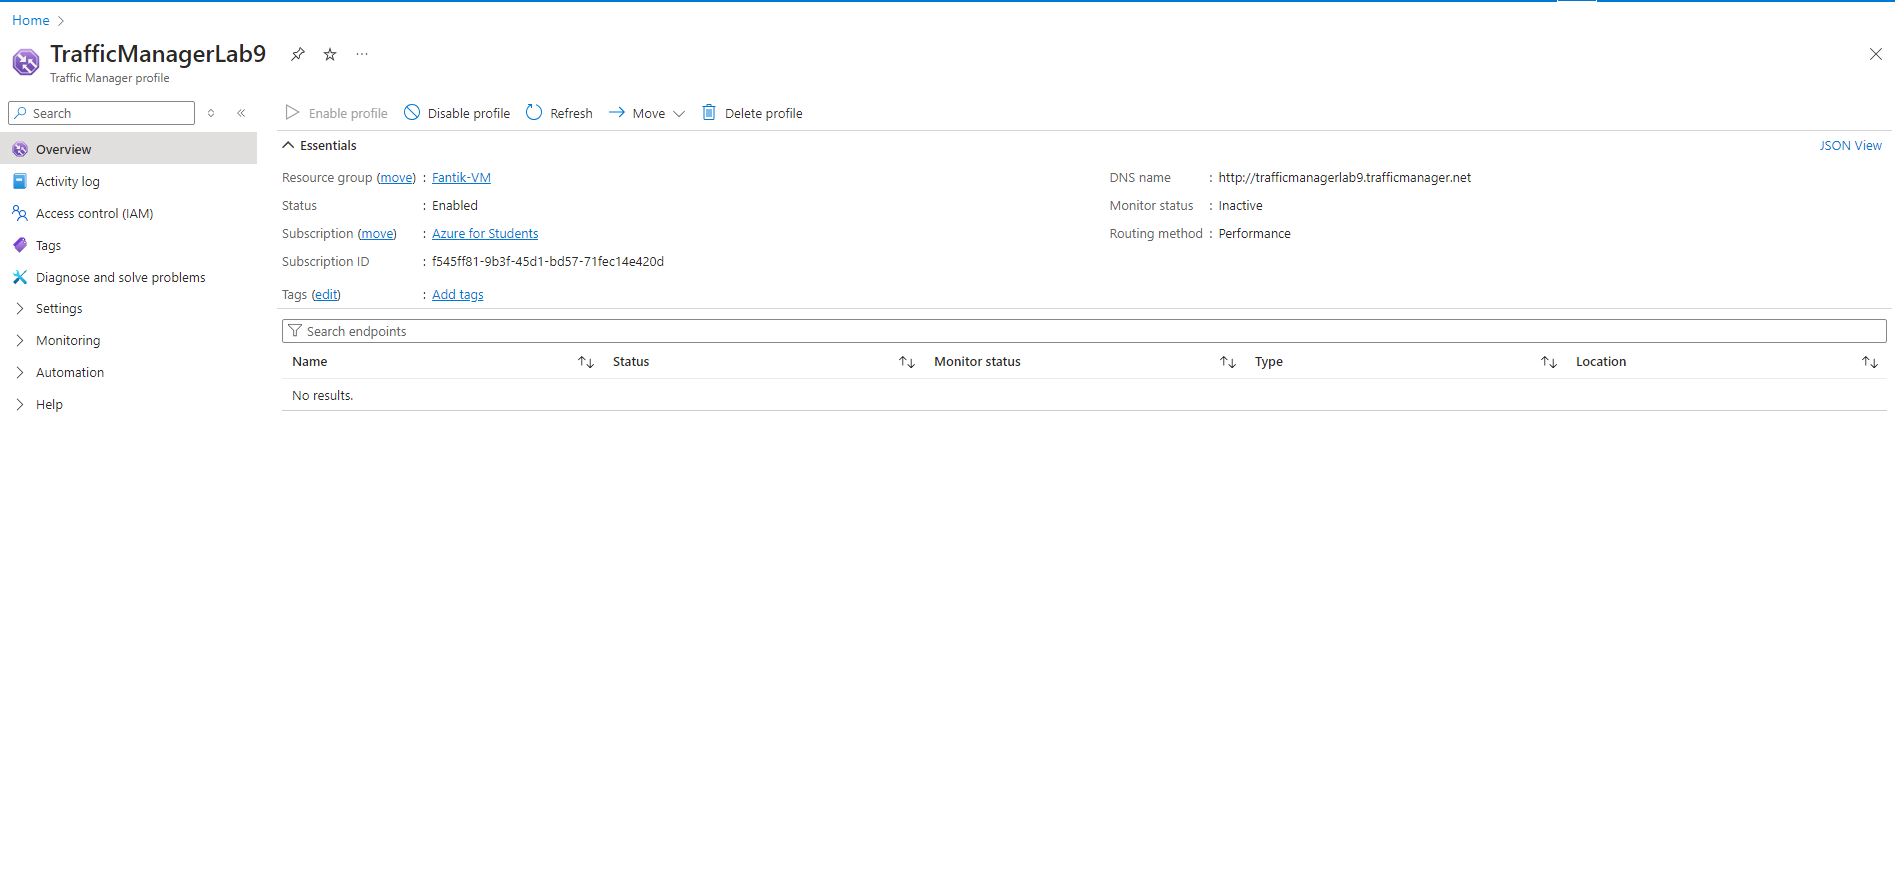 Home
TrafficManagerLab9
Traffic Manager profile
Search
Overview
Activity log
Access control (IAM)
Tags
Diagnose and solve problems
Settings
Monitoring
Automation
Help
Enable profile Disable profile Refresh Move Delete profile
Essentials JSON View
Resource group (move) : Fantik-VM
Status : Enabled
Subscription (move) : Azure for Students
Subscription ID : f545ff81-9b3f-45d1-bd57-71fec14e420d
Tags (edit) : Add tags
DNS name : http://trafficmanagerlab9.trafficmanager.net
Monitor status : Inactive
Routing method : Performance
Search endpoints
Name Status Monitor status Type Location
No results.